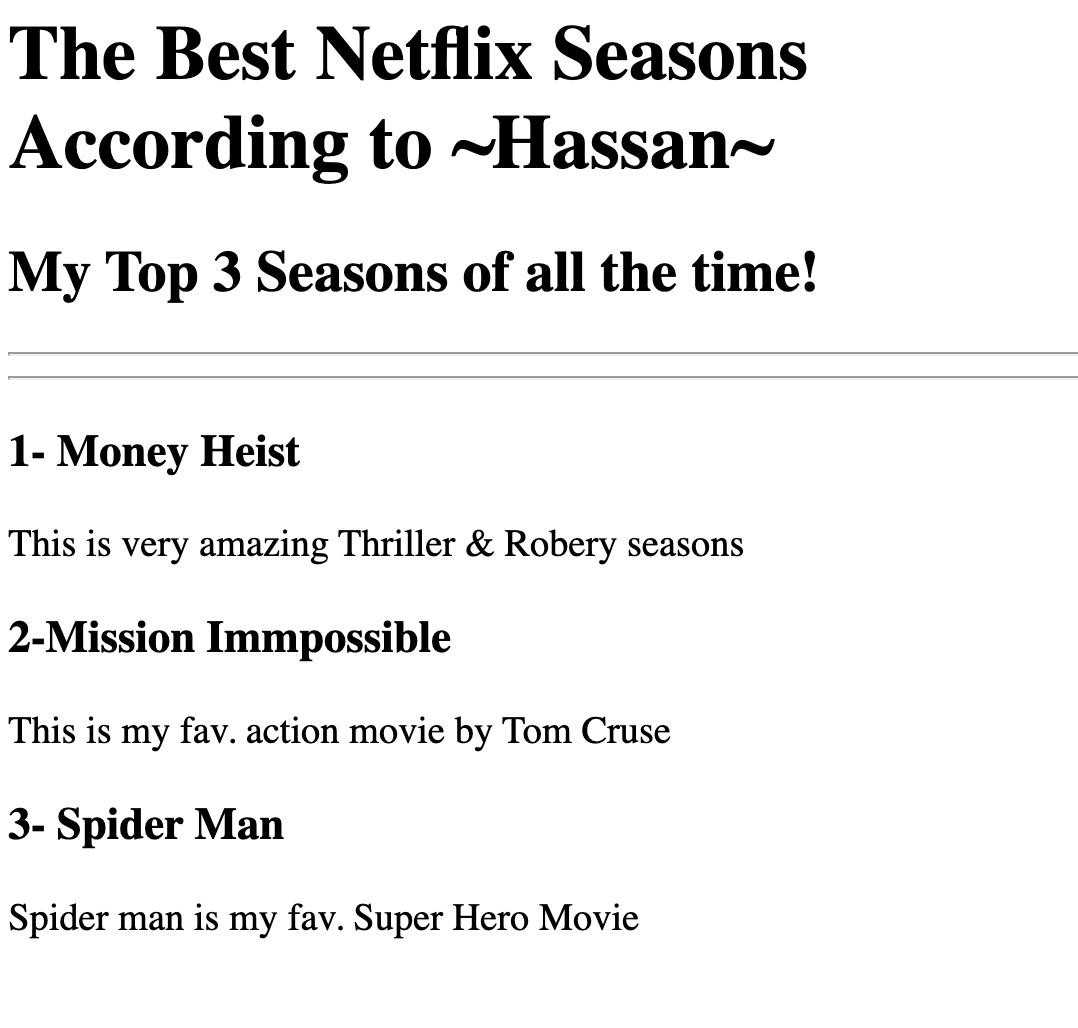 The Best Netflix Seasons
According to ~Hassan~
My Top 3 Seasons of all the time!
1- Money Heist
This is very amazing Thriller & Robery seasons
2-Mission Immpossible
This is my fav. action movie by Tom Cruse
3- Spider Man
Spider man is my fav. Super Hero Movie